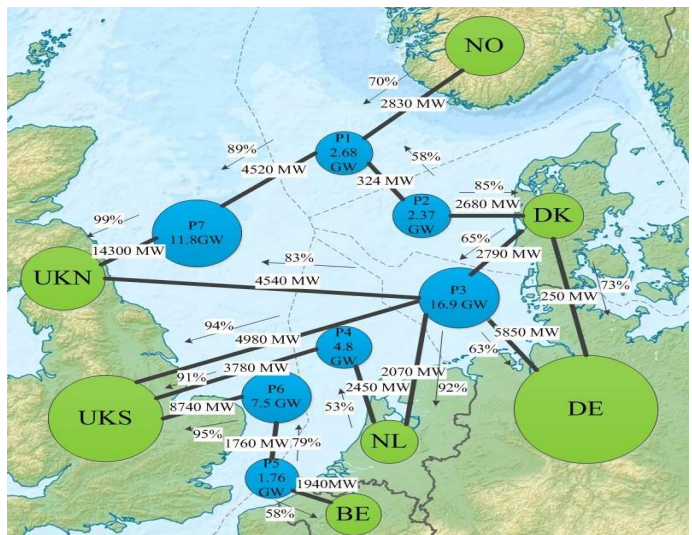 NO
70%
2830 MW
P1
2.68
GW
89%
4520 MW
58%
324 MW
85%
2680 MW
P2
2.37
GW
DK
99%
P7
11.8GW
14300 MW
65%
2790 MW
83%
UKN
4540 MW
P3
16.9 GW
250 MW
73%
94%
4980 MW
P4
4.8
GW
5850 MW
63%
3780 MW
91%
2070 MW
92%
2450 MW
P6
7.5 GW
UKS
8740 MW
53%
DE
95%
1760 MW
79%
NL
P5
1.76
GW
1940MW
58%
BE